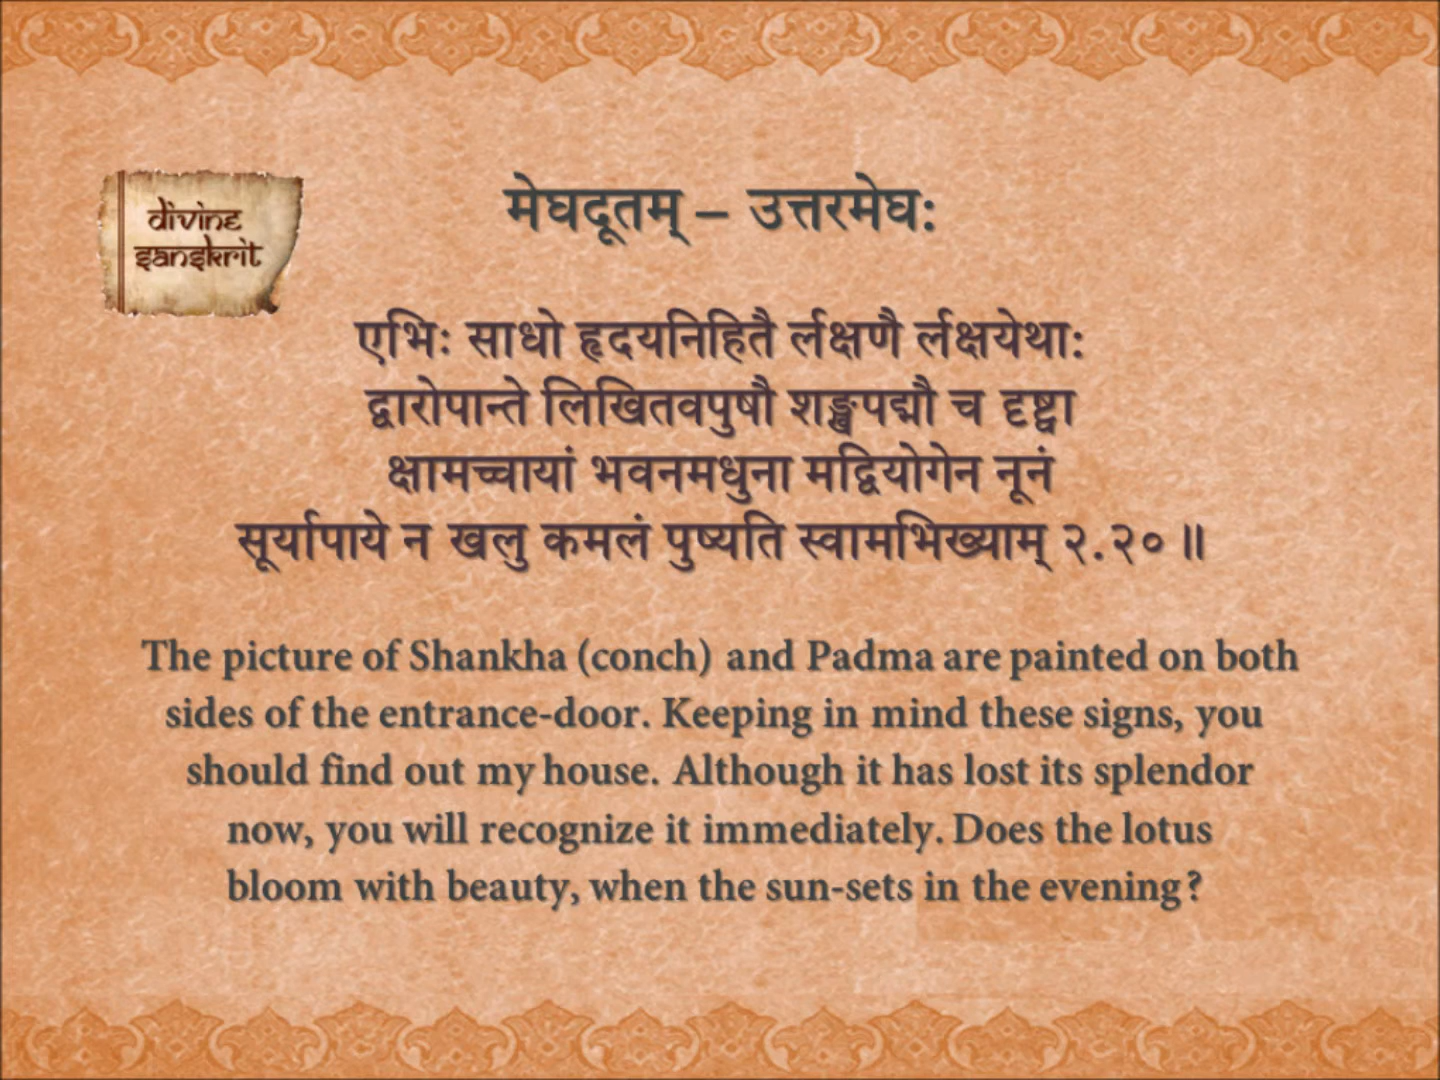 divine
sanskrit
मेघदूतम् – उत्तरमेघः
एभिः साधो हृदयनिहितै र्लक्षणै र्लक्षयेथाः
द्वारोपान्ते लिखितवपुषौ शङ्खपद्मौ च दृष्ट्वा
क्षामच्चायां भवनमधुना मद्वियोगेन नूनं
सूर्यापाये न खलु कमलं पुष्यति स्वामभिख्याम् २.२० ॥
The picture of Shankha (conch) and Padma are painted on both
sides of the entrance-door. Keeping in mind these signs, you
should find out my house. Although it has lost its splendor
now, you will recognize it immediately. Does the lotus
bloom with beauty, when the sun-sets in the evening?